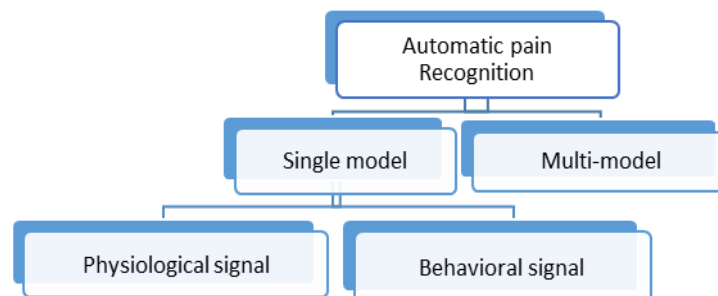 Automatic pain
Recognition
Single model
Multi-model
Physiological signal
Behavioral signal